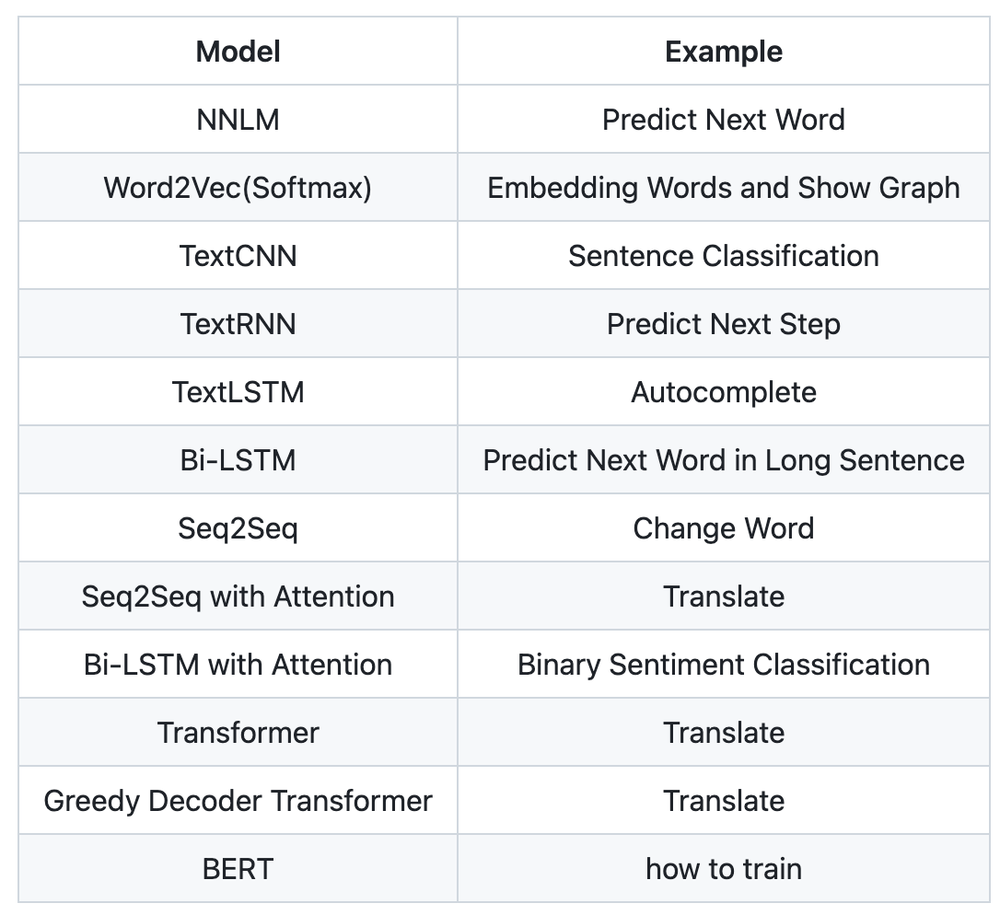 Model Example
NNLM Predict Next Word
Word2Vec(Softmax) Embedding Words and Show Graph
TextCNN Sentence Classification
TextRNN Predict Next Step
TextLSTM Autocomplete
Bi-LSTM Predict Next Word in Long Sentence
Seq2Seq Change Word
Seq2Seq with Attention Translate
Bi-LSTM with Attention Binary Sentiment Classification
Transformer Translate
Greedy Decoder Transformer Translate
BERT how to train